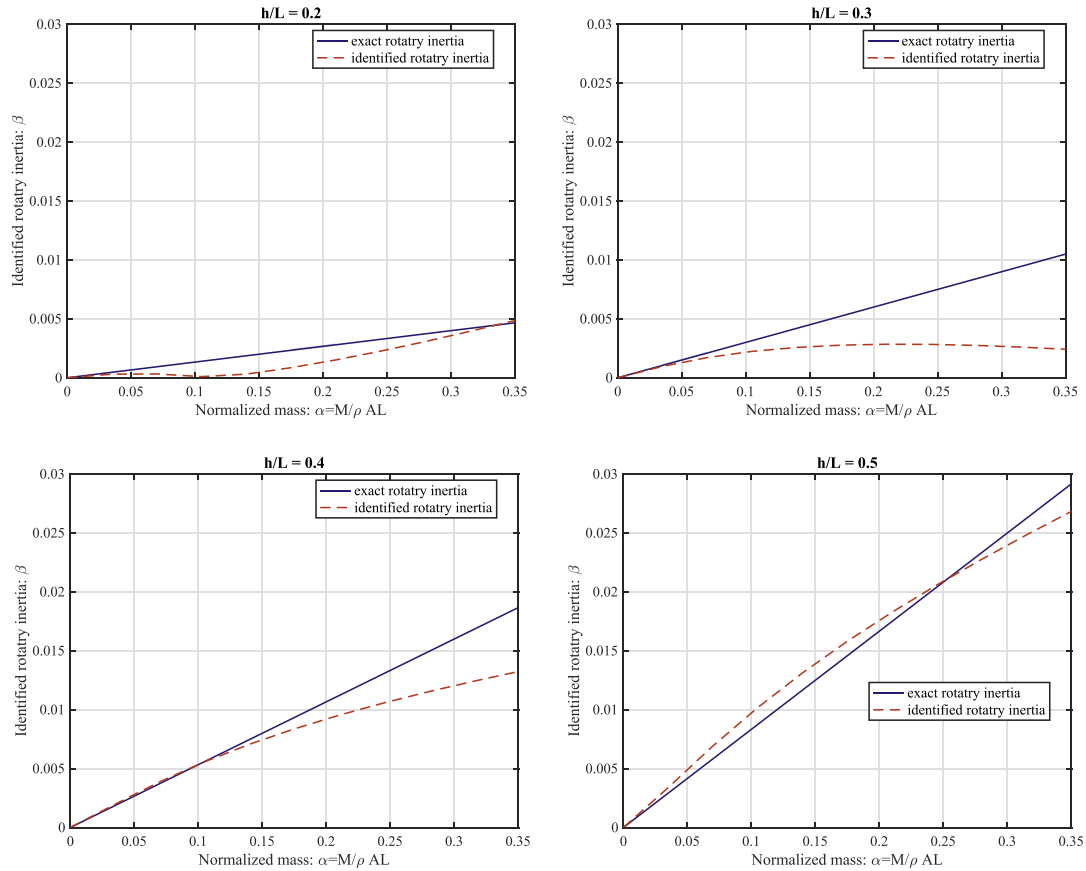 h/L = 0.2
0.03
0.025
0.02
0.015
0.01
0.005
0
Identified rotatry inertia: β
exact rotatry inertia
identified rotatry inertia
0 0.05 0.1 0.15 0.2 0.25 0.3 0.35
Normalized mass: α=M/ρ AL
h/L = 0.3
0.03
0.025
0.02
0.015
0.01
0.005
0
Identified rotatry inertia: β
exact rotatry inertia
identified rotatry inertia
0 0.05 0.1 0.15 0.2 0.25 0.3 0.35
Normalized mass: α=M/ρ AL
h/L = 0.4
0.03
0.025
0.02
0.015
0.01
0.005
0
Identified rotatry inertia: β
exact rotatry inertia
identified rotatry inertia
0 0.05 0.1 0.15 0.2 0.25 0.3 0.35
Normalized mass: α=M/ρ AL
h/L = 0.5
0.03
0.025
0.02
0.015
0.01
0.005
0
Identified rotatry inertia: β
exact rotatry inertia
identified rotatry inertia
0 0.05 0.1 0.15 0.2 0.25 0.3 0.35
Normalized mass: α=M/ρ AL